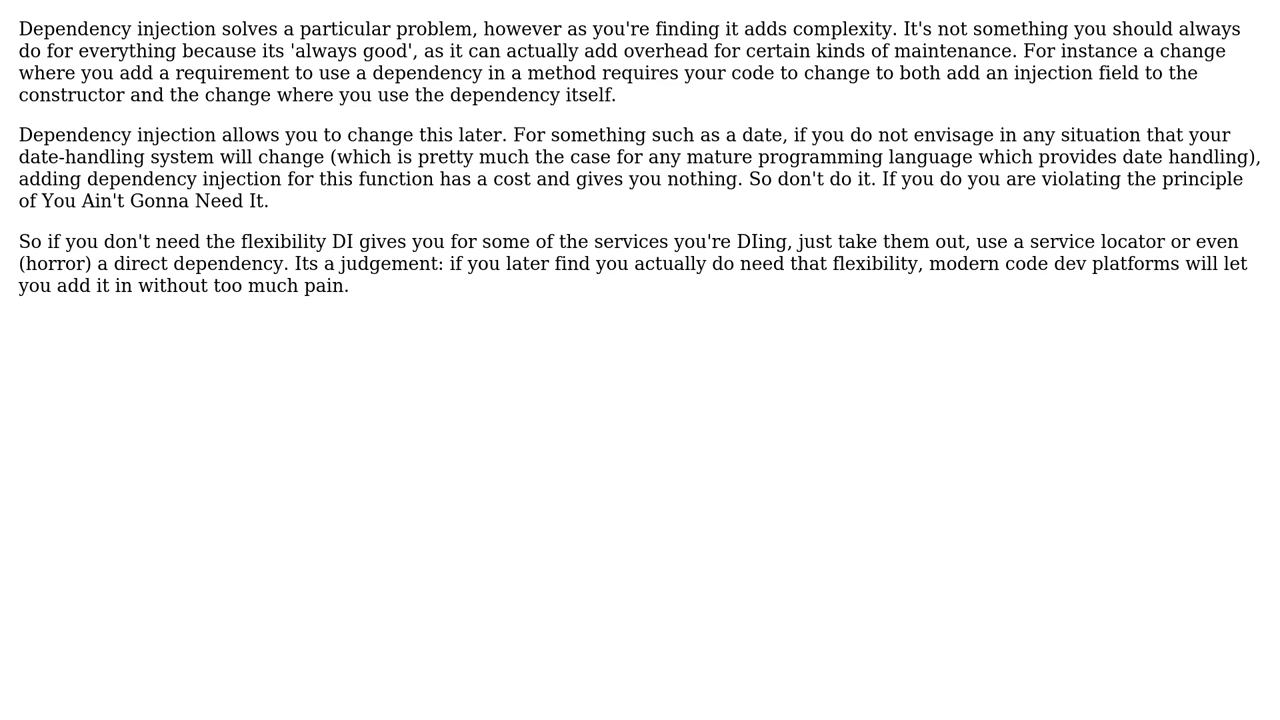 Dependency injection solves a particular problem, however as you're finding it adds complexity. It's not something you should always
do for everything because its 'always good', as it can actually add overhead for certain kinds of maintenance. For instance a change
where you add a requirement to use a dependency in a method requires your code to change to both add an injection field to the
constructor and the change where you use the dependency itself.
Dependency injection allows you to change this later. For something such as a date, if you do not envisage in any situation that your
date-handling system will change (which is pretty much the case for any mature programming language which provides date handling),
adding dependency injection for this function has a cost and gives you nothing. So don't do it. If you do you are violating the principle
of You Ain't Gonna Need It.
So if you don't need the flexibility DI gives you for some of the services you're DIing, just take them out, use a service locator or even
(horror) a direct dependency. Its a judgement: if you later find you actually do need that flexibility, modern code dev platforms will let
you add it in without too much pain.